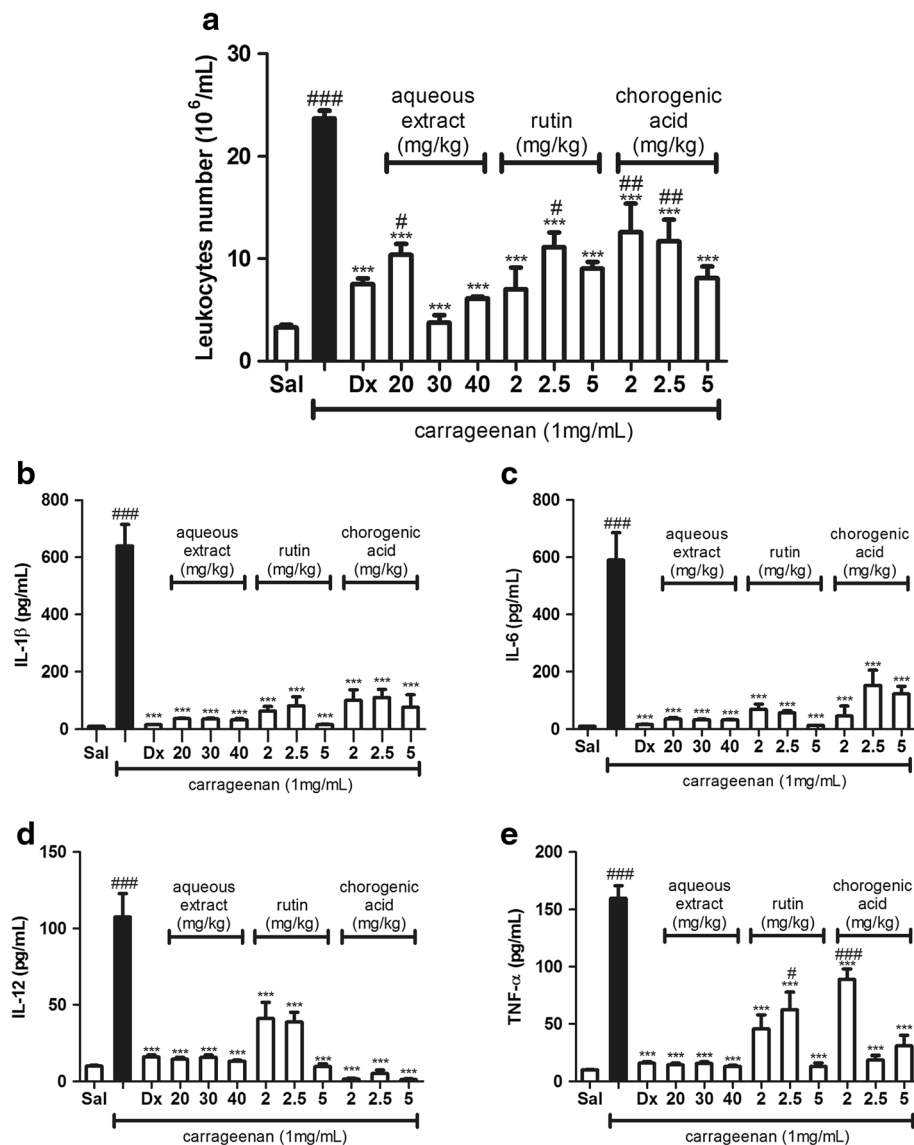 a
Leukocytes number (10^6/mL)
30
20
10
0
###
aqueous
extract
(mg/kg)
rutin
(mg/kg)
chorogenic
acid
(mg/kg)
***
#
***
***
***
***
#
***
***
##
***
##
***
***
Sal
Dx 20 30 40 2 2.5 5 2 2.5 5
carrageenan (1mg/mL)
b
IL-1β (pg/mL)
800
600
400
200
0
###
aqueous
extract
(mg/kg)
rutin
(mg/kg)
chorogenic
acid
(mg/kg)
*** *** *** *** *** *** *** *** *** ***
Sal
Dx 20 30 40 2 2.5 5 2 2.5 5
carrageenan (1mg/mL)
c
IL-6 (pg/mL)
800
600
400
200
0
###
aqueous
extract
(mg/kg)
rutin
(mg/kg)
chorogenic
acid
(mg/kg)
*** *** *** *** *** *** *** *** *** ***
Sal
Dx 20 30 40 2 2.5 5 2 2.5 5
carrageenan (1mg/mL)
d
IL-12 (pg/mL)
150
100
50
0
###
aqueous
extract
(mg/kg)
rutin
(mg/kg)
chorogenic
acid
(mg/kg)
*** *** *** *** *** *** *** *** *** ***
Sal
Dx 20 30 40 2 2.5 5 2 2.5 5
carrageenan (1mg/mL)
e
TNF-α (pg/mL)
200
150
100
50
0
###
aqueous
extract
(mg/kg)
rutin
(mg/kg)
chorogenic
acid
(mg/kg)
*** *** *** *** ***
#
***
***
###
***
*** ***
Sal
Dx 20 30 40 2 2.5 5 2 2.5 5
carrageenan (1mg/mL)